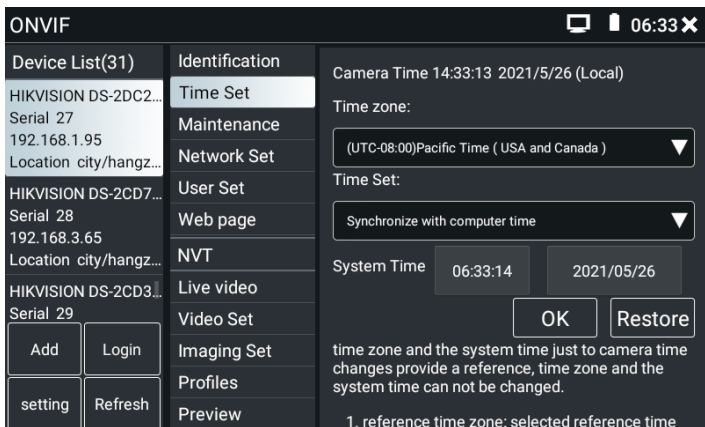 ONVIF
06:33
Device List(31)
HIKVISION DS-2DC2...
Serial 27
192.168.1.95
Location city/hangz...
HIKVISION DS-2CD7...
Serial 28
192.168.3.65
Location city/hangz...
HIKVISION DS-2CD3...
Serial 29
Add
Login
setting
Refresh
Identification
Time Set
Maintenance
Network Set
User Set
Web page
NVT
Live video
Video Set
Imaging Set
Profiles
Preview
Camera Time 14:33:13 2021/5/26 (Local)
Time zone:
(UTC-08:00)Pacific Time ( USA and Canada )
Time Set:
Synchronize with computer time
System Time
06:33:14
2021/05/26
OK
Restore
time zone and the system time just to camera time
changes provide a reference, time zone and the
system time can not be changed.
1. reference time zone: selected reference time